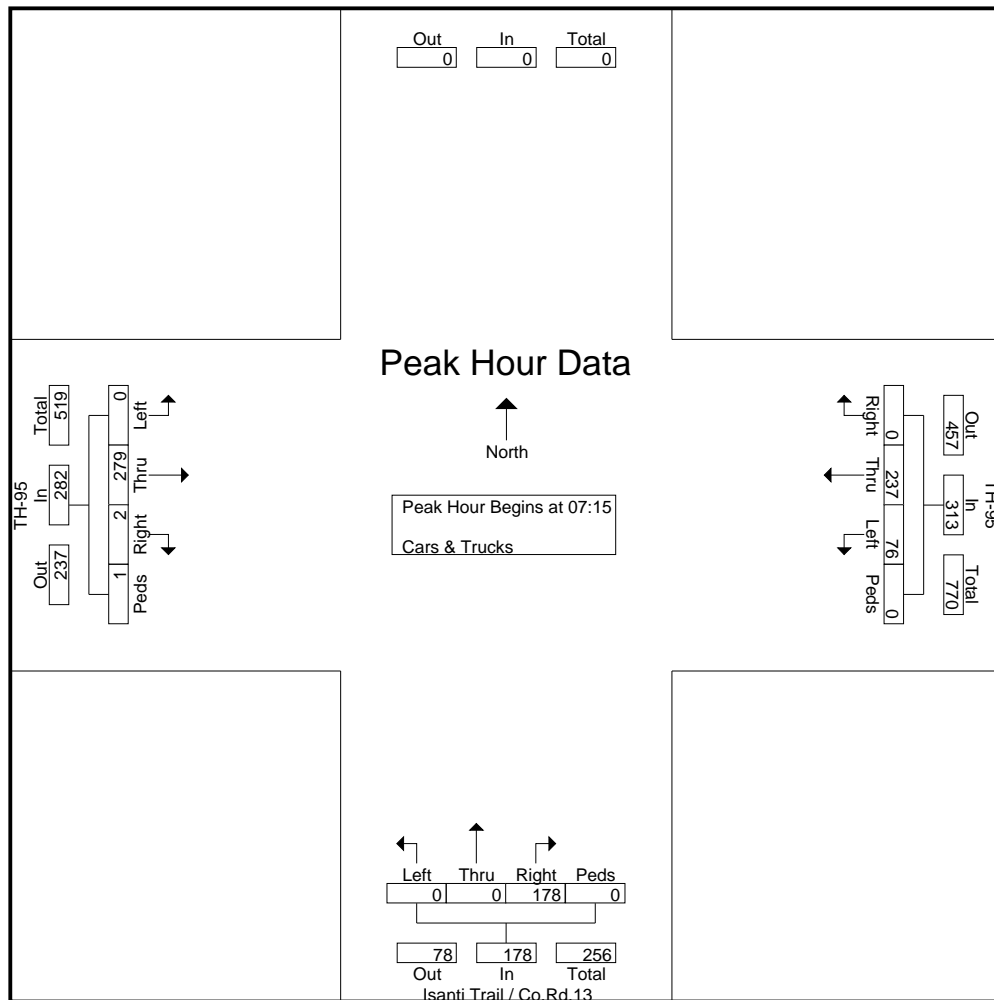 Out In Total
0 0 0
Peak Hour Data
North
Peak Hour Begins at 07:15
Cars & Trucks
TH-95
Total In Out
519 282 237
0 279 2 1
Left Thru Right Peds
Right Thru Left Peds
0 237 76 0
Out In Total
457 313 770
TH-95
Left Thru Right Peds
0 0 178 0
78 178 256
Out In Total
Isanti Trail / Co.Rd.13